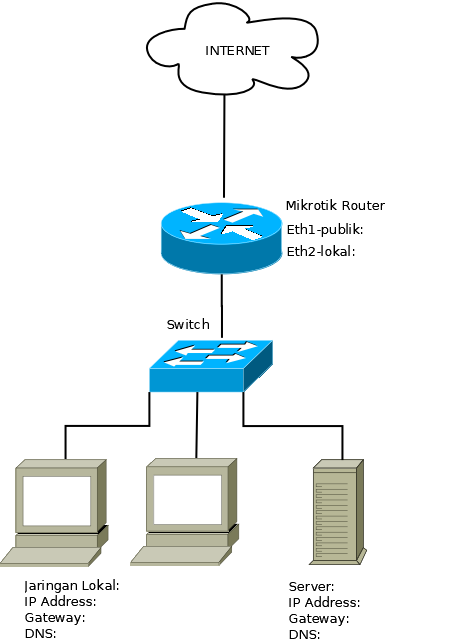 INTERNET
Mikrotik Router
Eth1-publik:
Eth2-lokal:
Switch
Jaringan Lokal:
IP Address:
Gateway:
DNS:
Server:
IP Address:
Gateway:
DNS: